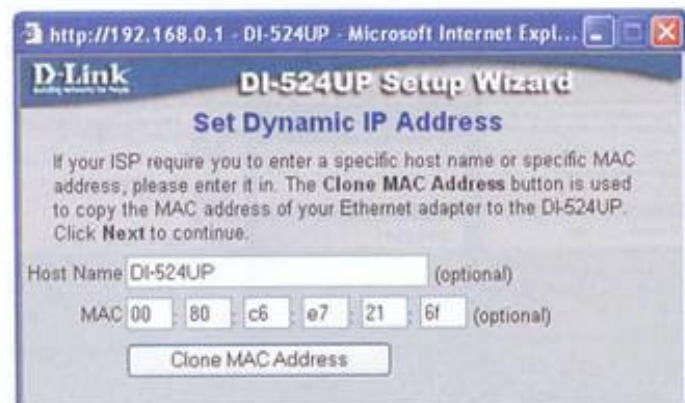 http://192.168.0.1 - DI-524UP - Microsoft Internet Expl...
D-Link
Building Networks for People
DI-524UP Setup Wizard
Set Dynamic IP Address
If your ISP require you to enter a specific host name or specific MAC
address, please enter it in. The Clone MAC Address button is used
to copy the MAC address of your Ethernet adapter to the DI-524UP.
Click Next to continue.
Host Name DI-524UP (optional)
MAC 00 : 80 : c6 : e7 : 21 : 6f (optional)
Clone MAC Address